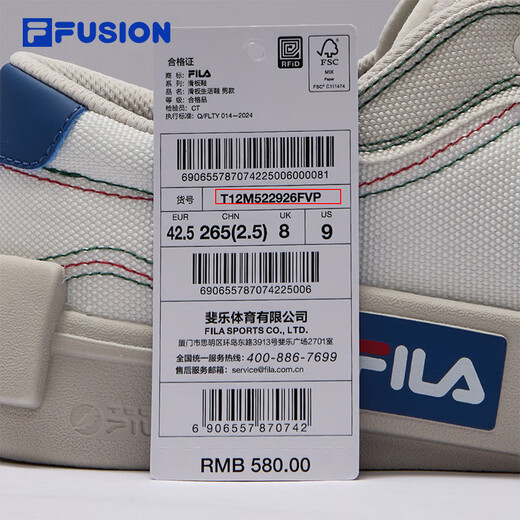 FUSION
合格证
RFID
FSC
MIX
Paper
FSC® C111474
商 标: FILA
系 列: 滑板鞋
品 名: 滑板生活鞋 男款
等 级: 合格品
检验员: CT
执行标准: Q/FLTY 014-2024
690655787074225006000081
货号 T12M522926FVP
EUR CHN UK US
42.5 265(2.5) 8 9
690655787074225006
斐乐体育有限公司
FILA SPORTS CO., LTD.
厦门市思明区环岛东路3913号斐乐广场2701室
全国统一服务热线: 400-886-7699
售后服务邮箱: service@fila.com.cn
6 906557 870742
RMB 580.00
FILA
FUSION